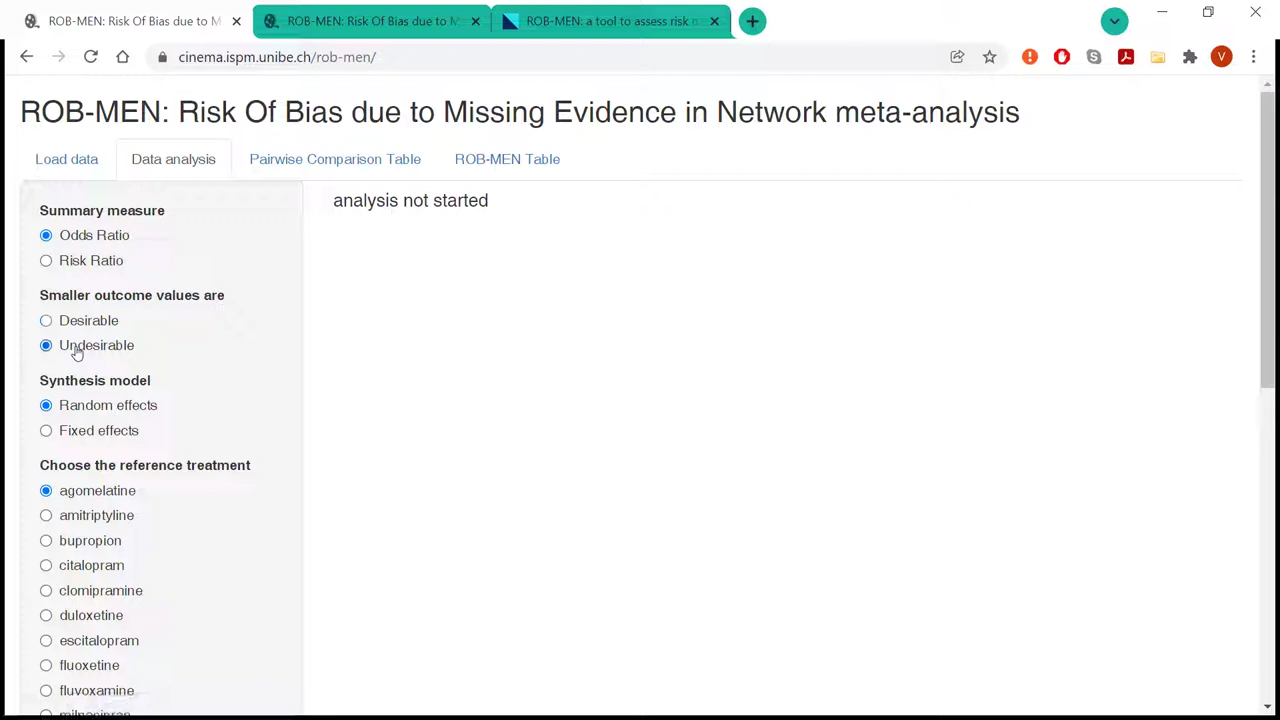 ROB-MEN: Risk Of Bias due to M
ROB-MEN: Risk Of Bias due to Me
ROB-MEN: a tool to assess risk
cinema.ispm.unibe.ch/rob-men/
V
ROB-MEN: Risk Of Bias due to Missing Evidence in Network meta-analysis
Load data
Data analysis
Pairwise Comparison Table
ROB-MEN Table
Summary measure
Odds Ratio
Risk Ratio
Smaller outcome values are
Desirable
Undesirable
Synthesis model
Random effects
Fixed effects
Choose the reference treatment
agomelatine
amitriptyline
bupropion
citalopram
clomipramine
duloxetine
escitalopram
fluoxetine
fluvoxamine
milnacipran
analysis not started